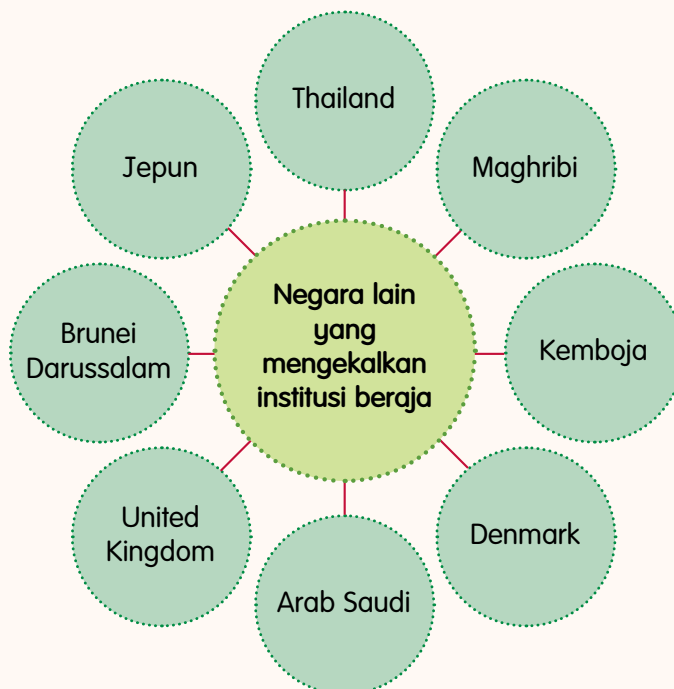 Thailand
Jepun
Maghribi
Negara lain
yang
mengekalkan
institusi beraja
Brunei
Darussalam
Kemboja
United
Kingdom
Denmark
Arab Saudi